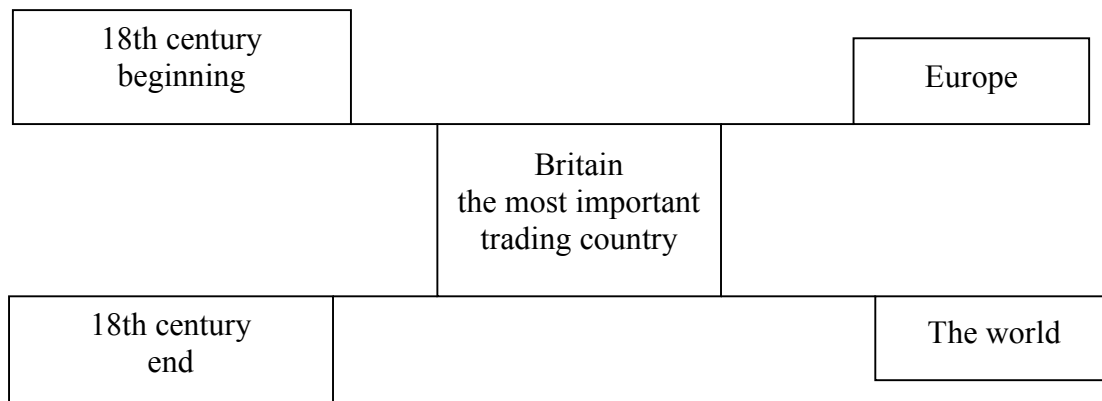 18th century
beginning
Europe
Britain
the most important
trading country
18th century
end
The world